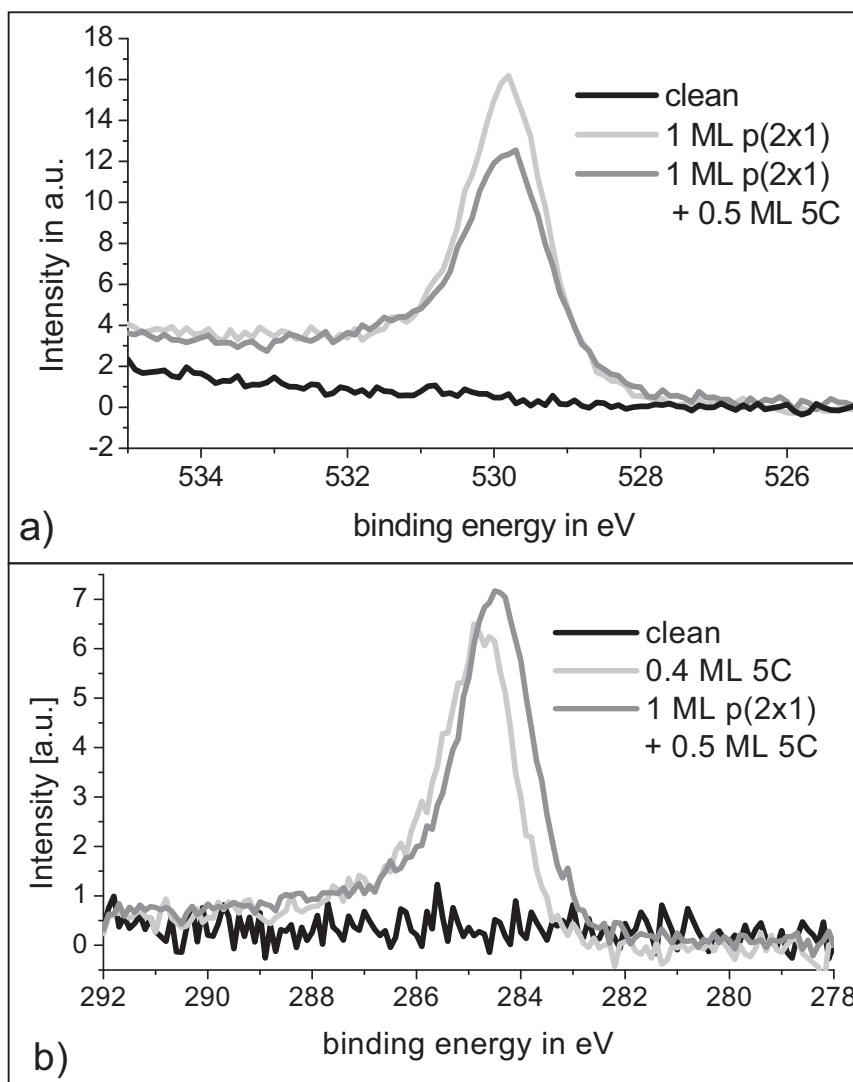 18
16
14
12
10
8
6
4
2
0
-2
Intensity in a.u.
clean
1 ML p(2x1)
1 ML p(2x1)
+ 0.5 ML 5C
534
532
530
528
526
a)
binding energy in eV
7
6
5
4
3
2
1
0
Intensity [a.u.]
clean
0.4 ML 5C
1 ML p(2x1)
+ 0.5 ML 5C
292
290
288
286
284
282
280
278
b)
binding energy in eV